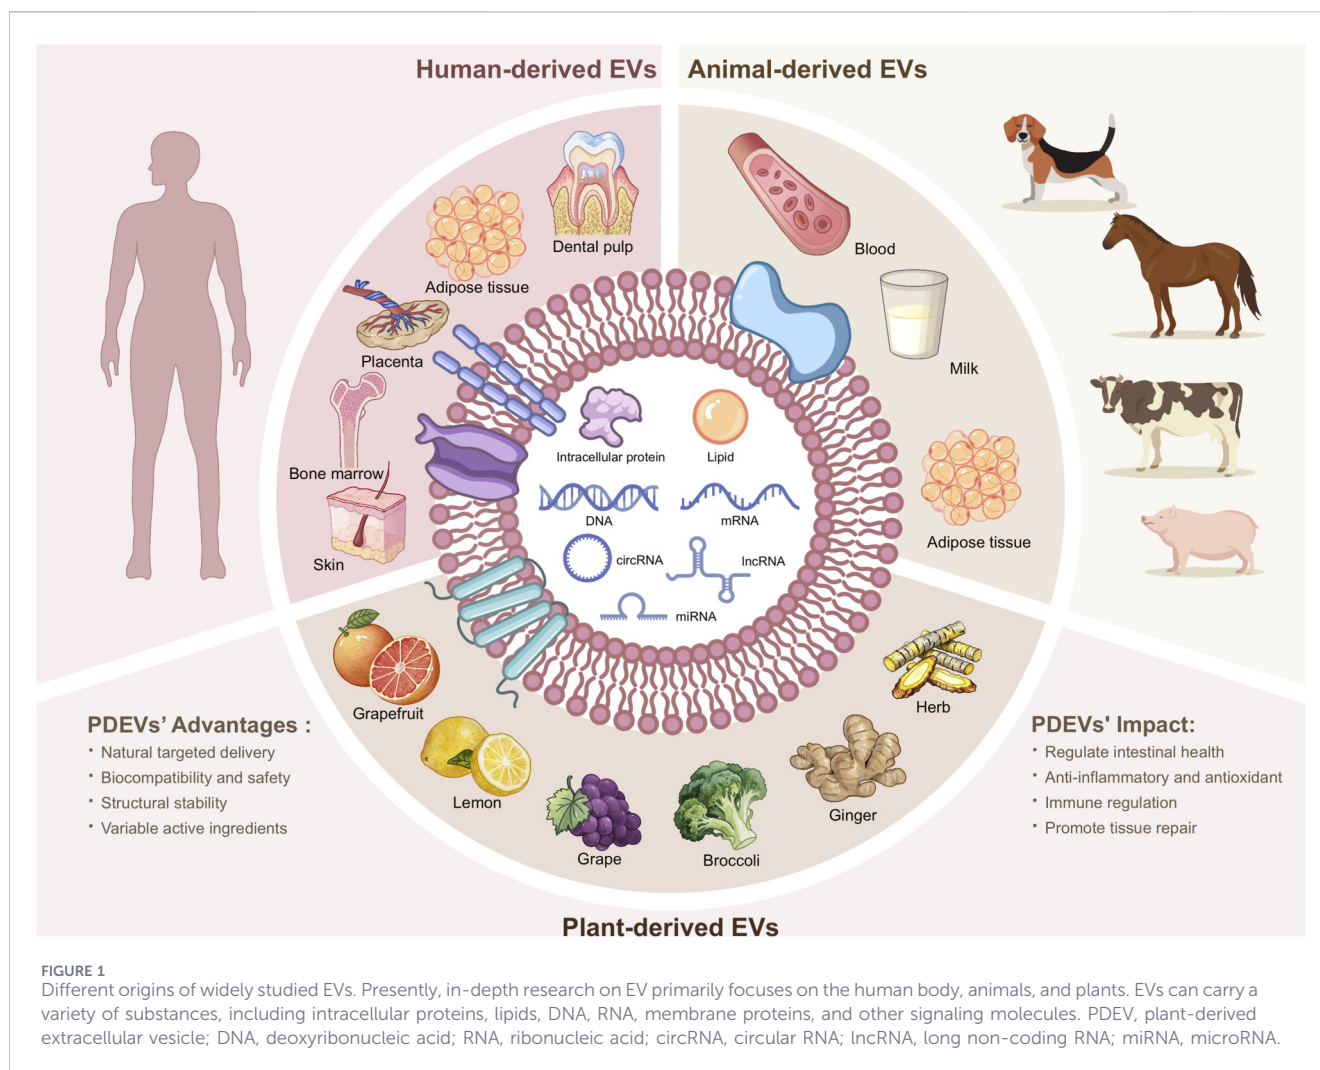 Human-derived EVs
Animal-derived EVs
Dental pulp
Adipose tissue
Placenta
Bone marrow
Skin
Blood
Milk
Adipose tissue
Intracellular protein
Lipid
DNA
mRNA
circRNA
lncRNA
miRNA
Grapefruit
Lemon
Grape
Broccoli
Ginger
Herb
PDEVs’ Advantages :
· Natural targeted delivery
· Biocompatibility and safety
· Structural stability
· Variable active ingredients
PDEVs' Impact:
· Regulate intestinal health
· Anti-inflammatory and antioxidant
· Immune regulation
· Promote tissue repair
Plant-derived EVs
FIGURE 1
Different origins of widely studied EVs. Presently, in-depth research on EV primarily focuses on the human body, animals, and plants. EVs can carry a
variety of substances, including intracellular proteins, lipids, DNA, RNA, membrane proteins, and other signaling molecules. PDEV, plant-derived
extracellular vesicle; DNA, deoxyribonucleic acid; RNA, ribonucleic acid; circRNA, circular RNA; lncRNA, long non-coding RNA; miRNA, microRNA.